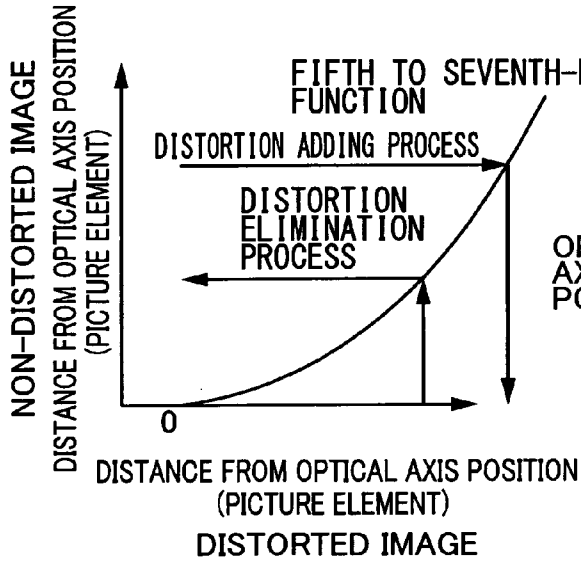 NON-DISTORTED IMAGE
DISTANCE FROM OPTICAL AXIS POSITION
(PICTURE ELEMENT)
FIFTH TO
FUNCTION
DISTORTION ADDING PROCESS
DISTORTION
ELIMINATION
PROCESS
0
DISTANCE FROM OPTICAL AXIS POSITION
(PICTURE ELEMENT)
DISTORTED IMAGE